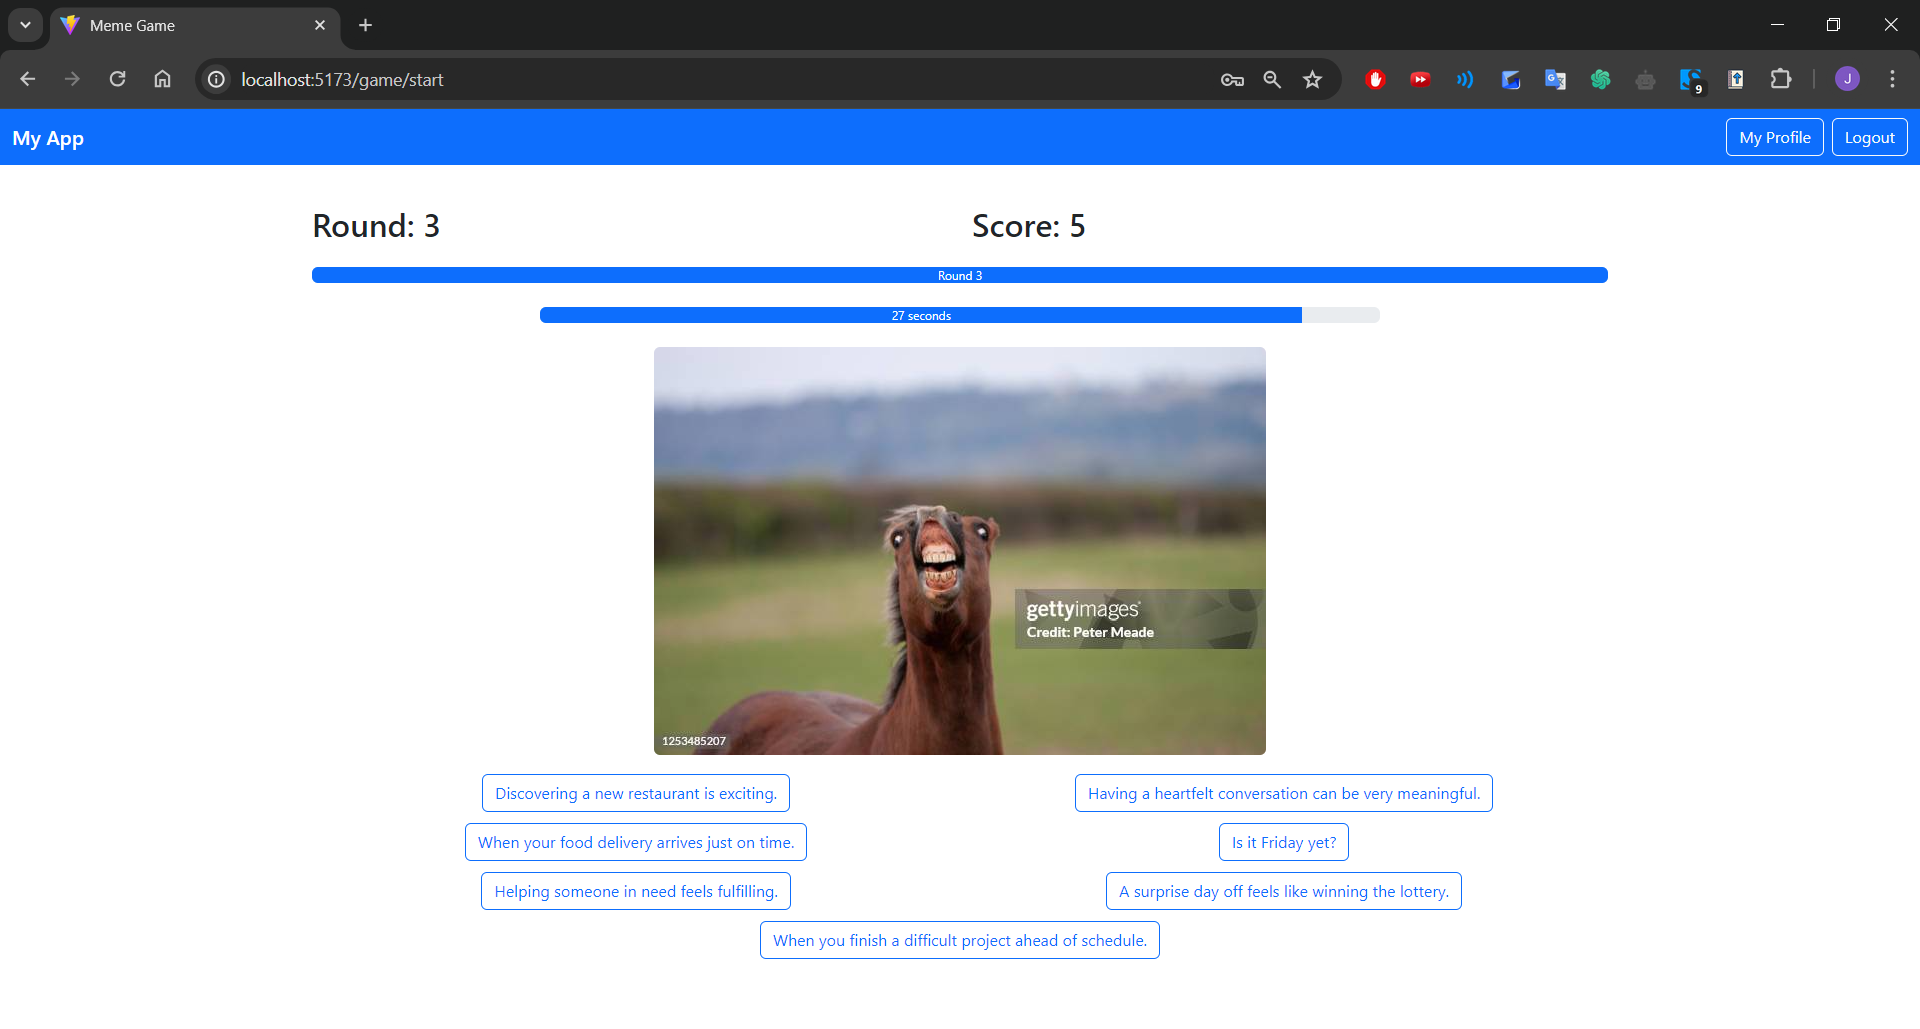 Meme Game
localhost:5173/game/start
9
J
My App
My Profile
Logout
Round: 3
Score: 5
Round 3
27 seconds
gettyimages®
Credit: Peter Meade
1253485207
Discovering a new restaurant is exciting.
Having a heartfelt conversation can be very meaningful.
When your food delivery arrives just on time.
Is it Friday yet?
Helping someone in need feels fulfilling.
A surprise day off feels like winning the lottery.
When you finish a difficult project ahead of schedule.